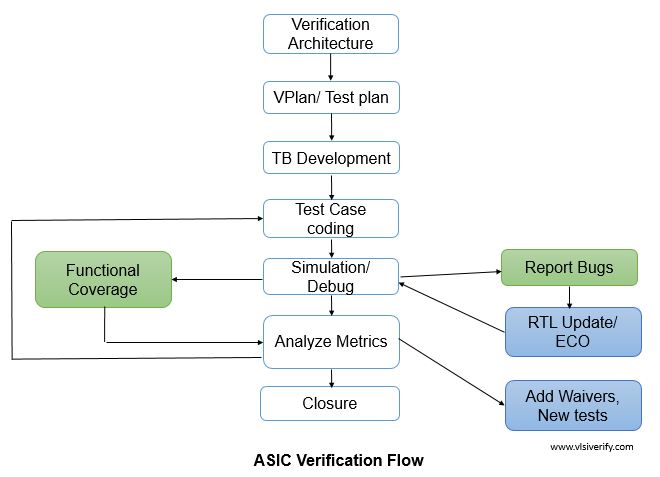 Verification
Architecture
VPlan/ Test plan
TB Development
Test Case
coding
Simulation/
Debug
Functional
Coverage
Report Bugs
RTL Update/
ECO
Analyze Metrics
Add Waivers,
New tests
Closure
www.vlsiverify.com
ASIC Verification Flow